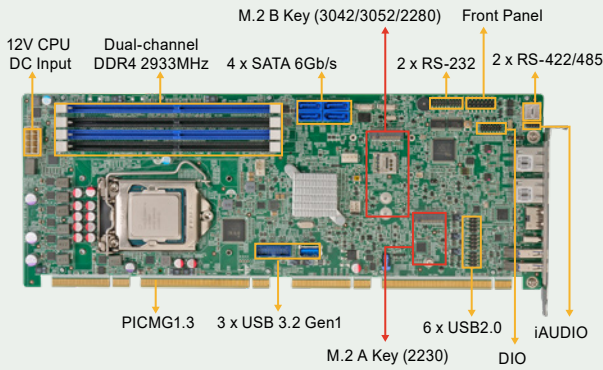 M.2 B Key (3042/3052/2280)
Front Panel
12V CPU
DC Input
Dual-channel
DDR4 2933MHz
4 x SATA 6Gb/s
2 x RS-232
2 x RS-422/485
PICMG1.3
3 x USB 3.2 Gen1
6 x USB2.0
iAUDIO
M.2 A Key (2230)
DIO